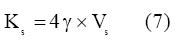 Kₛ = 4γ × Vₛ (7)